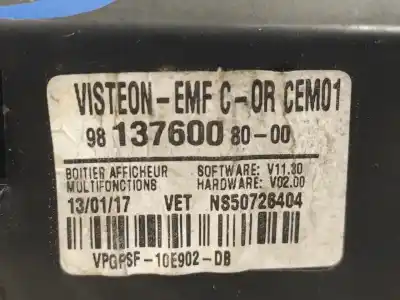 VISTEON-EMF C-OR CEM01
98 137600 80-00
BOITIER AFFICHEUR SOFTWARE: V11.30
MULTIFONCTIONS HARDWARE: V02.00
13/01/17 VET NS50726404
VPGPSF-10E902-DB